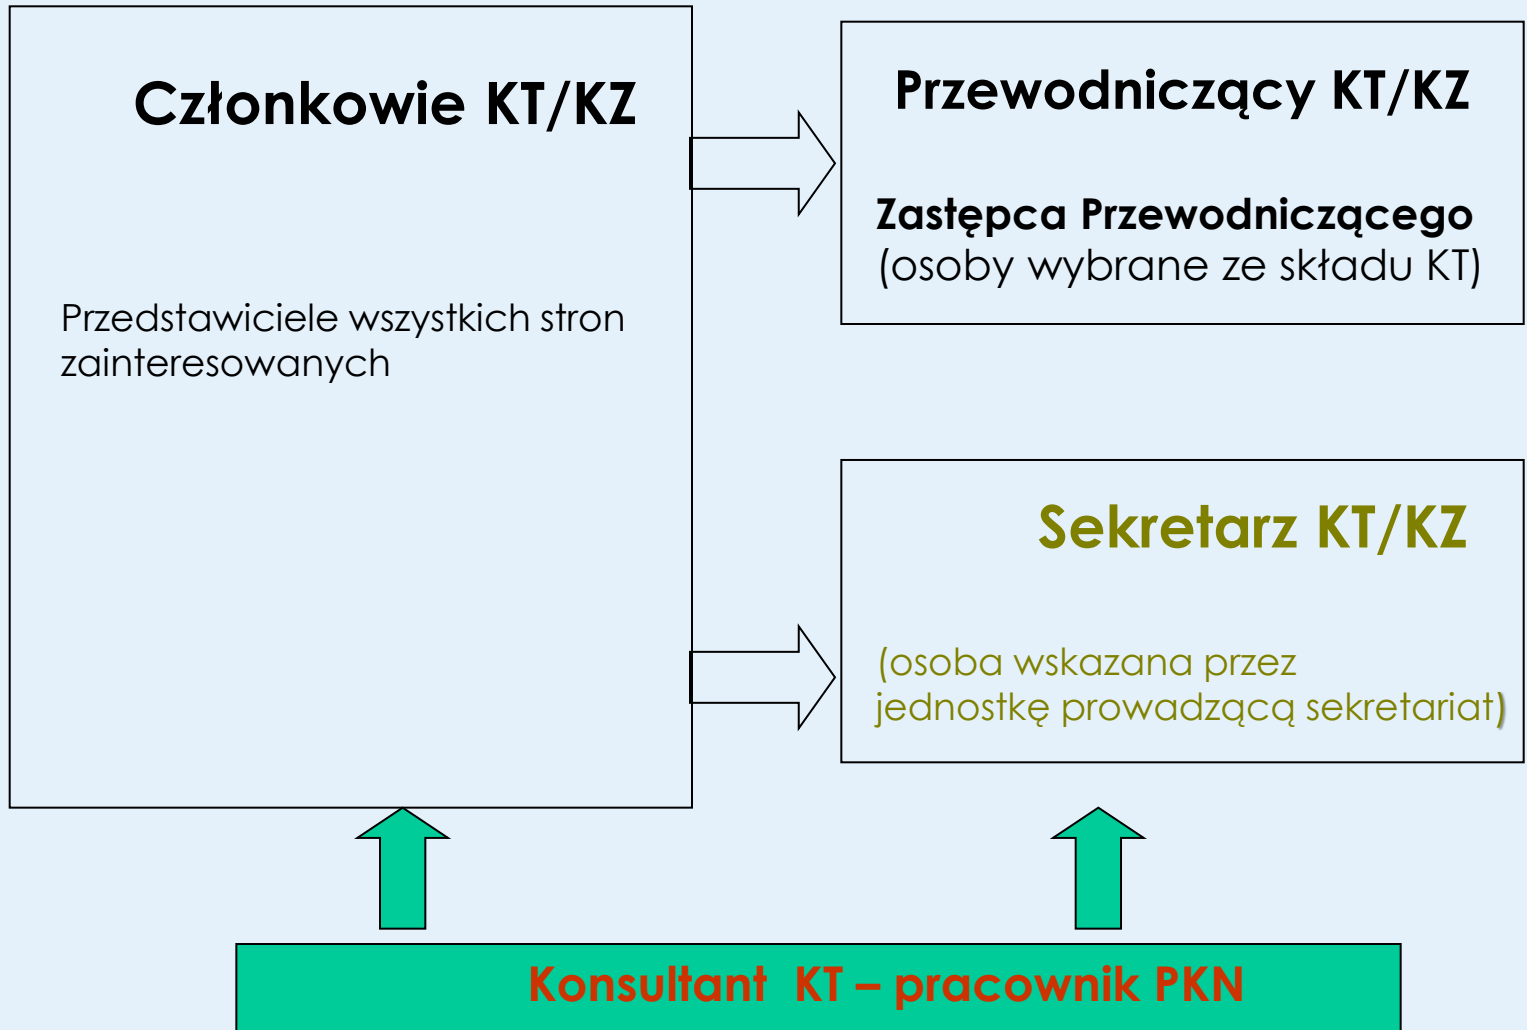 Członkowie KT/KZ
Przedstawiciele wszystkich stron
zainteresowanych
Przewodniczący KT/KZ
Zastępca Przewodniczącego
(osoby wybrane ze składu KT)
Sekretarz KT/KZ
(osoba wskazana przez
jednostkę prowadzącą sekretariat)
Konsultant KT – pracownik PKN